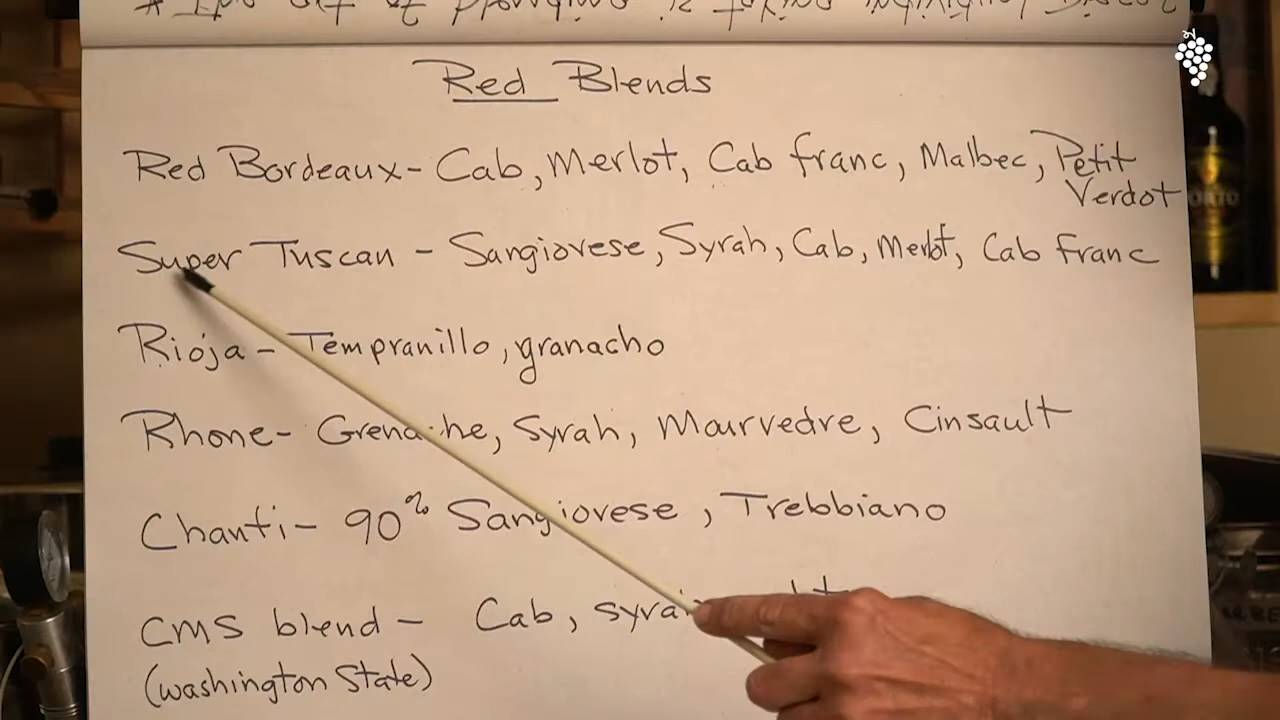 Red Blends
Red Bordeaux- Cab, Merlot, Cab franc, Malbec, Petit
Verdot
Super Tuscan - Sangiovese, Syrah, Cab, Merlot, Cab Franc
Rioja - Tempranillo, granacho
Rhone- Grenache, Syrah, Mourvedre, Cinsault
Chanti- 90% Sangiovese, Trebbiano
CMS blend - Cab,
(Washington State)